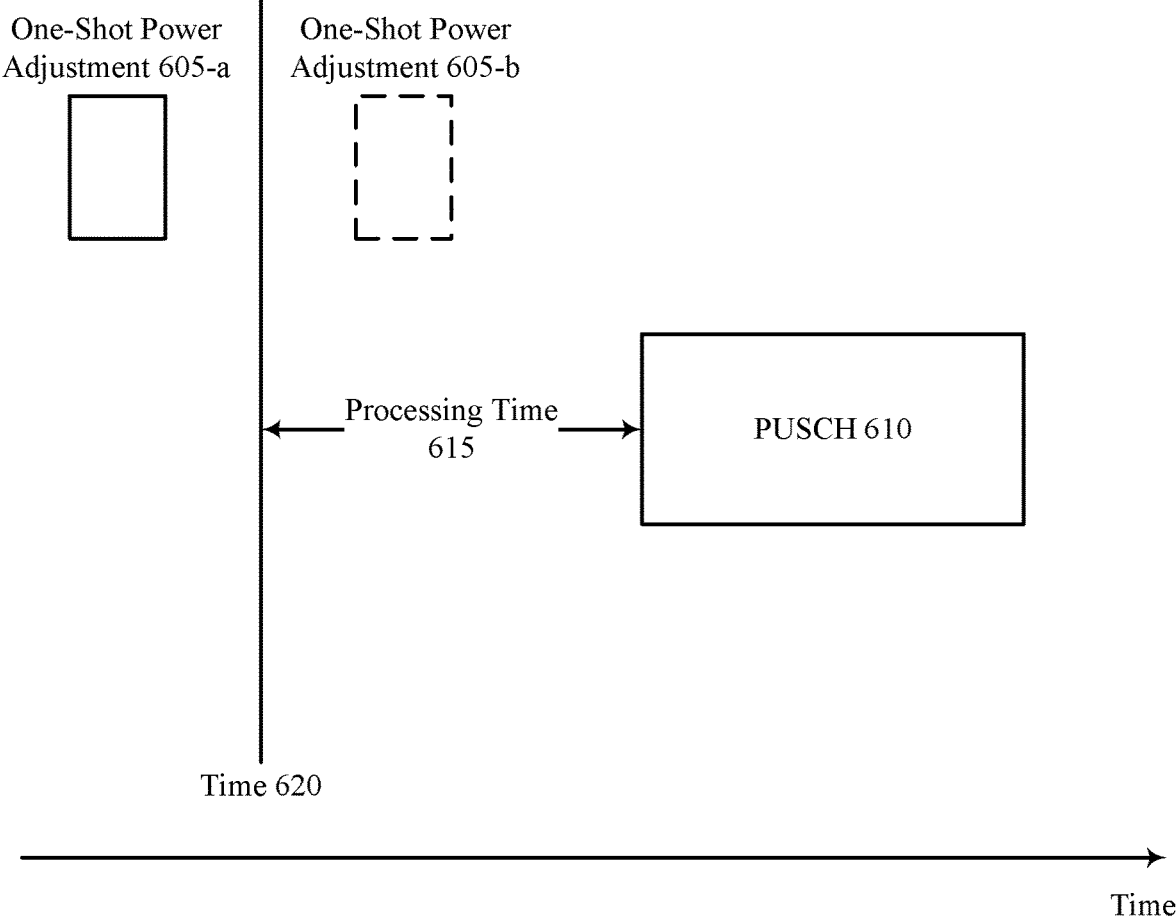 One-Shot Power
Adjustment 605-a
One-Shot Power
Adjustment 605-b
Processing Time
615
PUSCH 610
Time 620
Time